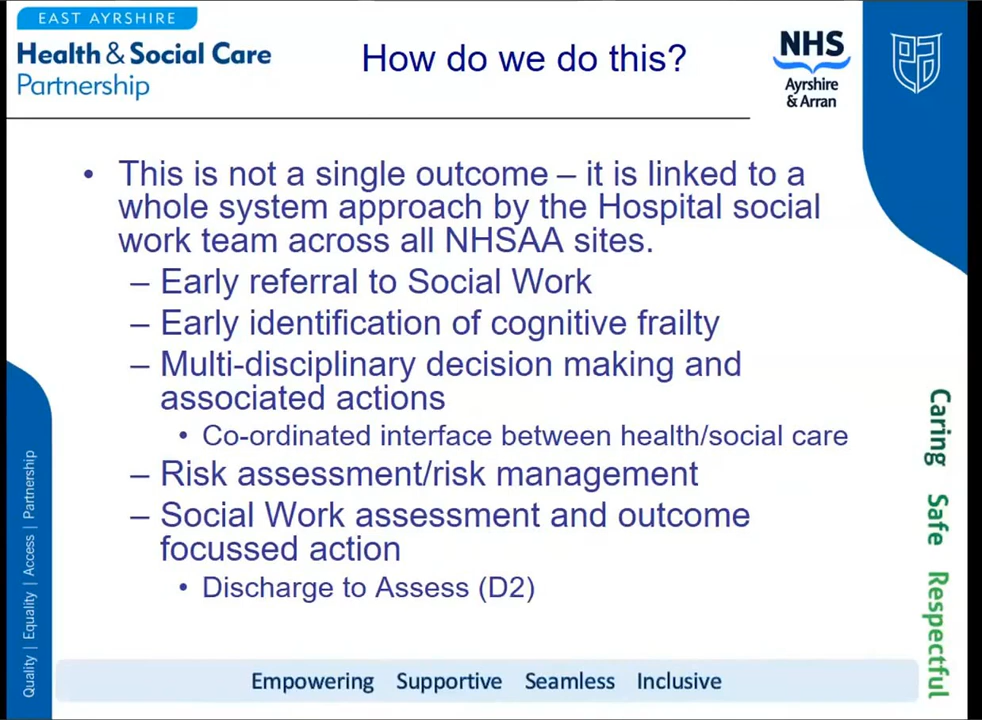 EAST AYRSHIRE
Health & Social Care
Partnership
How do we do this?
NHS
Ayrshire
& Arran
• This is not a single outcome – it is linked to a
whole system approach by the Hospital social
work team across all NHSAA sites.
– Early referral to Social Work
– Early identification of cognitive frailty
– Multi-disciplinary decision making and
associated actions
• Co-ordinated interface between health/social care
– Risk assessment/risk management
– Social Work assessment and outcome
focussed action
• Discharge to Assess (D2)
Quality | Equality | Access | Partnership
Caring Safe Respectful
Empowering Supportive Seamless Inclusive